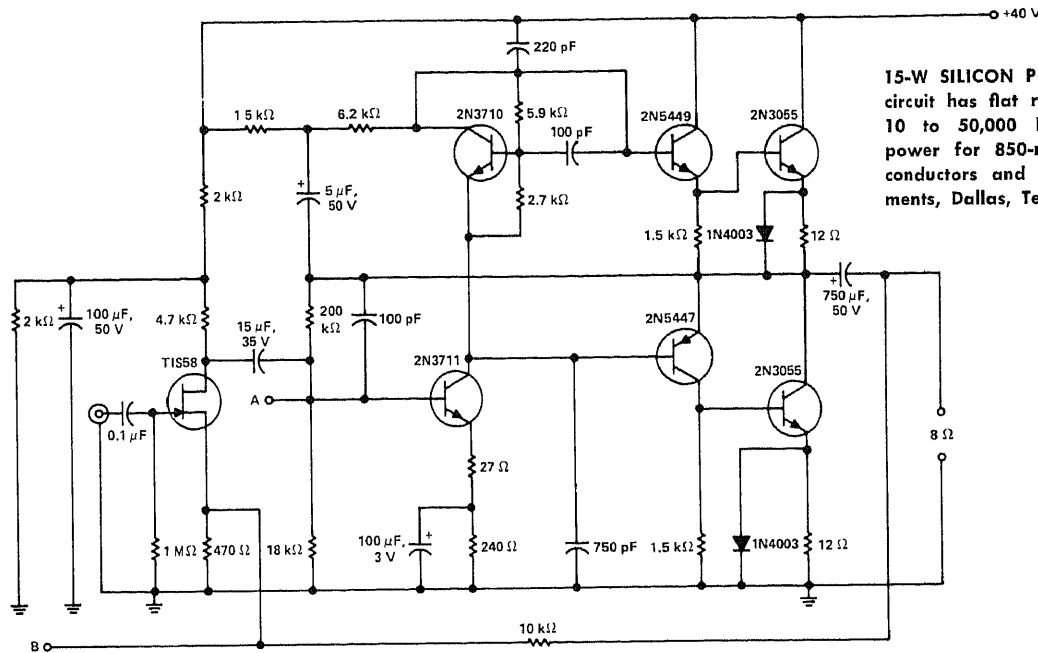 +40 V
220 pF
15-W SILICON
circuit has flat
10 to 50,000
power for
conductors and
ments, Dallas,
1 5 kΩ
6.2 kΩ
2N3710
5.9 kΩ
100 pF
2N5449
2N3055
2 kΩ
5 μF,
50 V
2.7 kΩ
1.5 kΩ
1N4003
12 Ω
2 kΩ
100 μF,
50 V
4.7 kΩ
15 μF,
35 V
200
kΩ
100 pF
750 μF,
50 V
2N5447
TIS58
2N3711
2N3055
A
0.1 μF
8 Ω
27 Ω
1 MΩ
470 Ω
18 kΩ
100 μF,
3 V
240 Ω
750 pF
1.5 kΩ
1N4003
12 Ω
10 kΩ
B